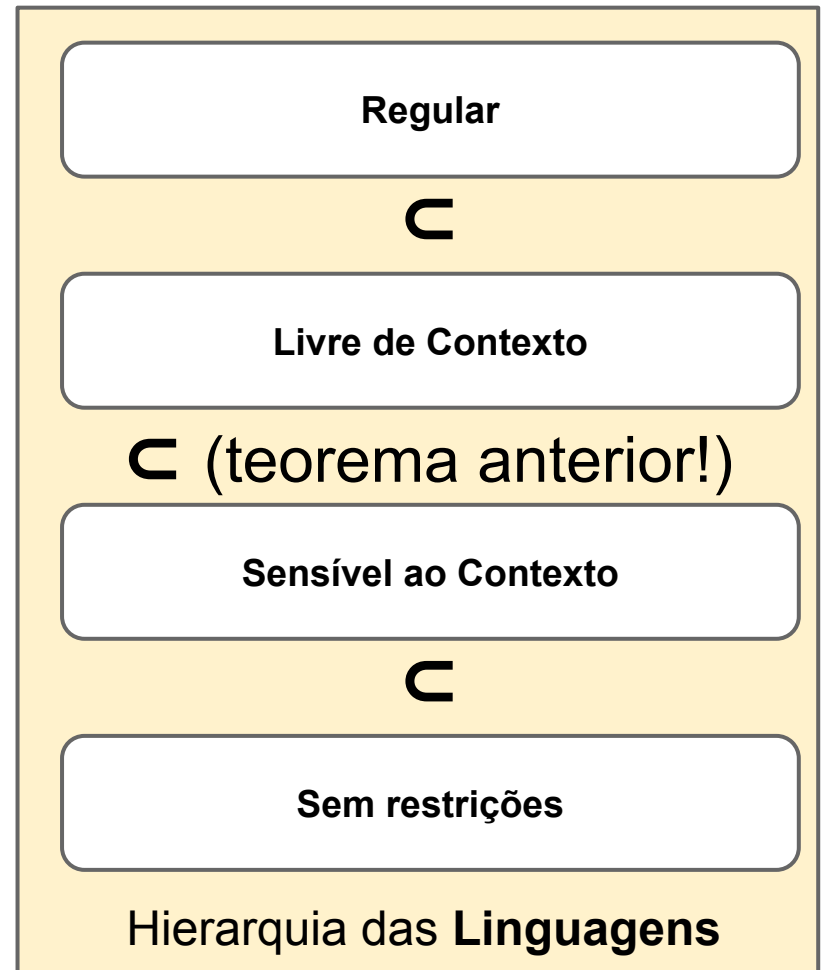 Regular
⊂
Livre de Contexto
⊂ (teorema anterior!)
Sensível ao Contexto
⊂
Sem restrições
Hierarquia das Linguagens